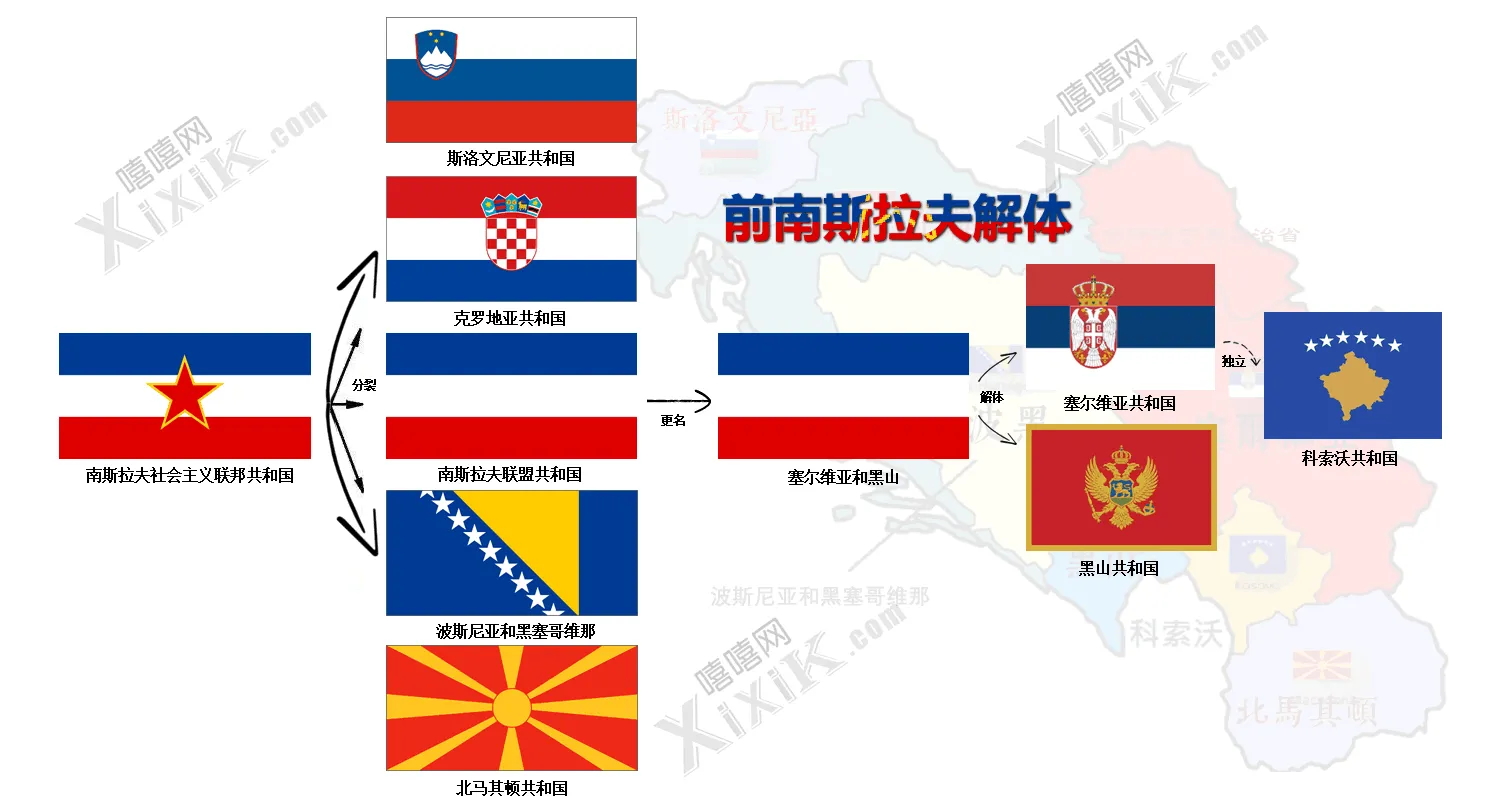 嘻嘻网
XiXiK.com
嘻嘻网
XiXiK.com
斯洛文尼亚共和国
斯洛文尼亞
前南斯拉夫解体
治省
克罗地亚共和国
分裂
南斯拉夫社会主义联邦共和国
南斯拉夫联盟共和国
更名
塞尔维亚和黑山
解体
塞尔维亚共和国
独立
科索沃共和国
波黑
黑山共和国
波斯尼亚和黑塞哥维那
波斯尼亚和黑塞哥维那
KOSOVO
科索沃
嘻嘻网
XiXiK.com
北馬其頓
北马其顿共和国